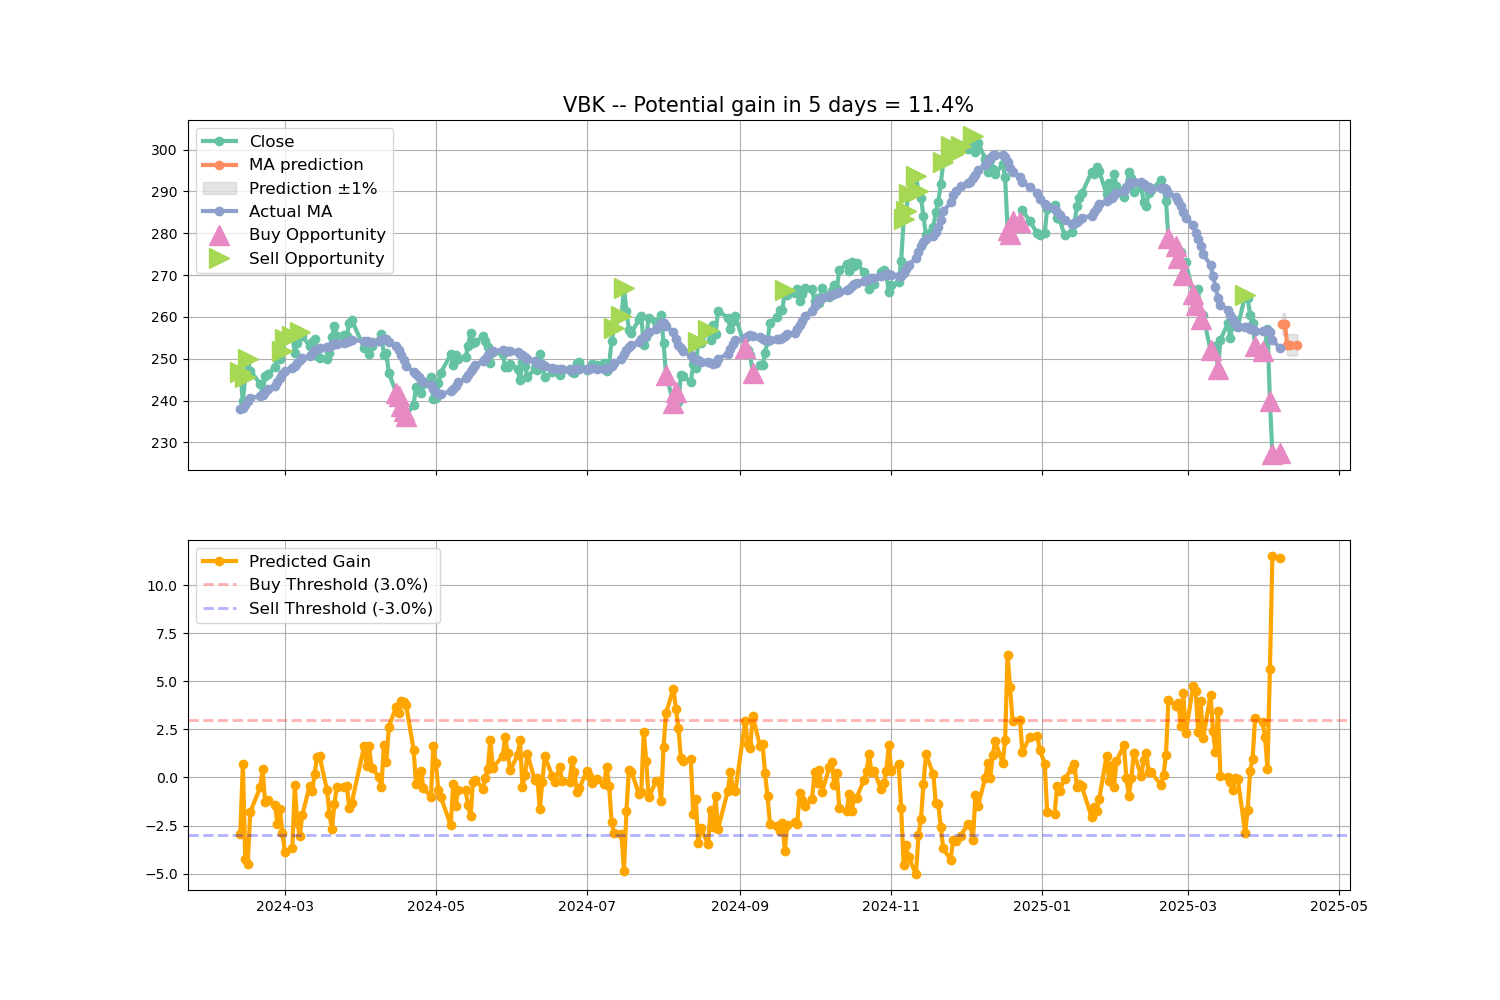 VBK -- Potential gain in 5 days = 11.4%
Close
MA prediction
Prediction ±1%
Actual MA
Buy Opportunity
Sell Opportunity
300
290
280
270
260
250
240
230
Predicted Gain
Buy Threshold (3.0%)
Sell Threshold (-3.0%)
10.0
7.5
5.0
2.5
0.0
−2.5
−5.0
2024-03 2024-05 2024-07 2024-09 2024-11 2025-01 2025-03 2025-05